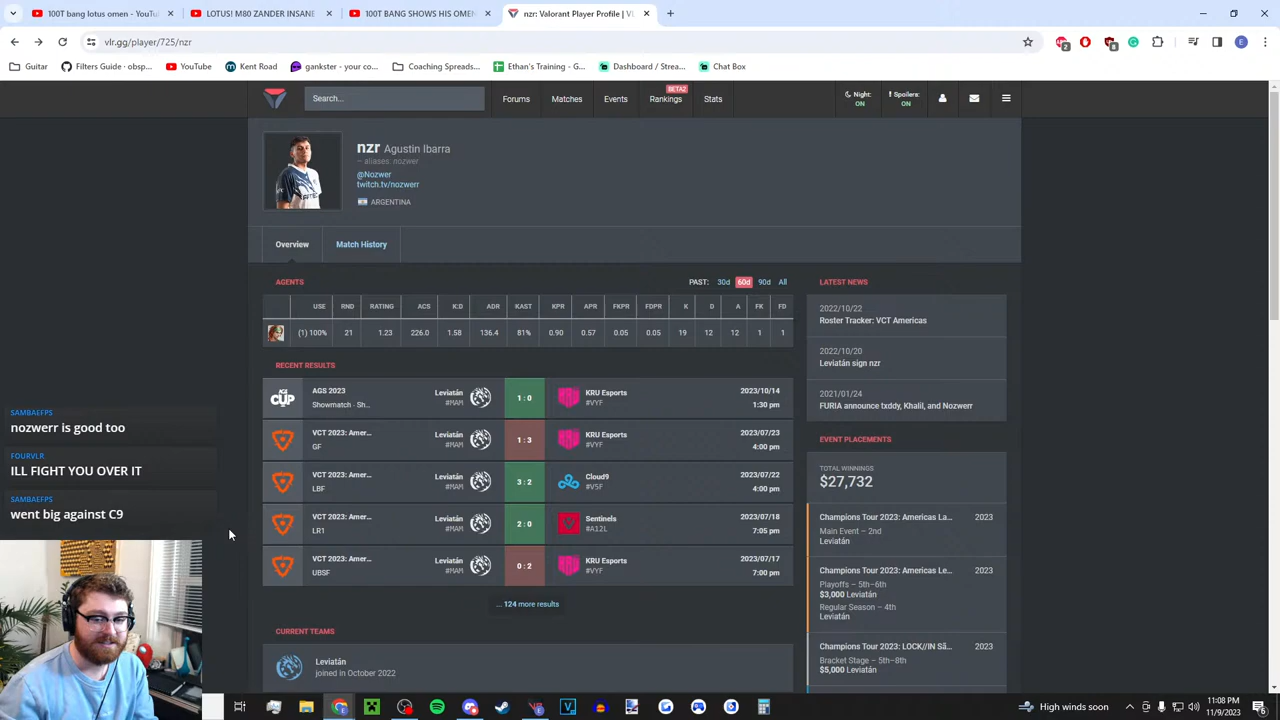 100T bang lotus omen - YouTu
LOTUS! M80 ZANDER INSANE
100T BANG SHOWS HIS OMEN
nzr: Valorant Player Profile | VL
vlr.gg/player/725/nzr
Guitar
Filters Guide · obsp...
YouTube
Kent Road
gankster - your co...
Coaching Spreads...
Ethan's Training - G...
Dashboard / Strea...
Chat Box
Search...
Forums
Matches
Events
BETA2
Rankings
Stats
Night: ON
Spoilers: ON
nzr Agustin Ibarra
– aliases: nozwer
@Nozwer
twitch.tv/nozwerr
ARGENTINA
Overview
Match History
AGENTS
PAST: 30d 60d 90d All
USE RND RATING ACS K:D ADR KAST KPR APR FKPR FDPR K D A FK FD
(1) 100% 21 1.23 226.0 1.58 136.4 81% 0.90 0.57 0.05 0.05 19 12 12 1 1
RECENT RESULTS
AGS CUP
AGS 2023
Showmatch · Sh...
Leviatán
#MAM
1 : 0
KRU Esports
#VYF
2023/10/14
1:30 pm
VCT 2023: Amer...
GF
Leviatán
#MAM
1 : 3
KRU Esports
#VYF
2023/07/23
4:00 pm
VCT 2023: Amer...
LBF
Leviatán
#MAM
3 : 2
Cloud9
#V5F
2023/07/22
4:00 pm
VCT 2023: Amer...
LR1
Leviatán
#MAM
2 : 0
Sentinels
#A12L
2023/07/18
7:05 pm
VCT 2023: Amer...
UBSF
Leviatán
#MAM
0 : 2
KRU Esports
#VYF
2023/07/17
7:00 pm
... 124 more results
CURRENT TEAMS
Leviatán
joined in October 2022
LATEST NEWS
2022/10/22
Roster Tracker: VCT Americas
2022/10/20
Leviatán sign nzr
2021/01/24
FURIA announce txddy, Khalil, and Nozwerr
EVENT PLACEMENTS
TOTAL WINNINGS
$27,732
Champions Tour 2023: Americas La...
2023
Main Event – 2nd
Leviatán
Champions Tour 2023: Americas Le...
2023
Playoffs – 5th–6th
$3,000 Leviatán
Regular Season – 4th
Leviatán
Champions Tour 2023: LOCK//IN Sã...
2023
Bracket Stage – 5th–8th
$5,000 Leviatán
SAMBAEFPS
nozwerr is good too
FOURVLR
ILL FIGHT YOU OVER IT
SAMBAEFPS
went big against C9
High winds soon
11:08 PM
11/9/2023